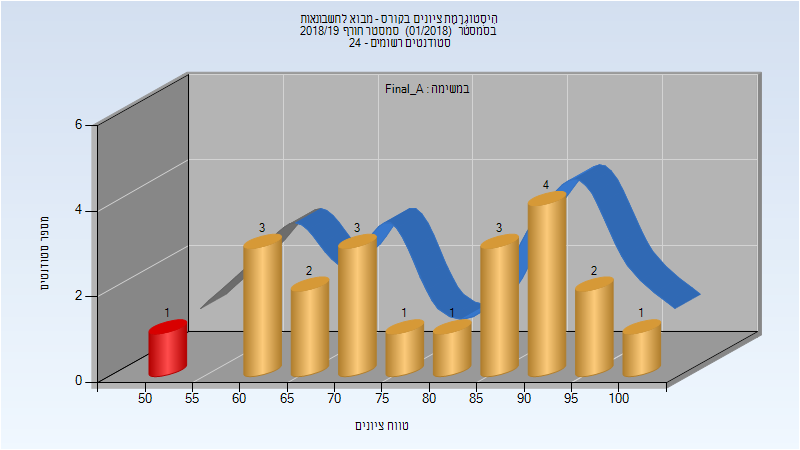 היסטוגרמת ציונים בקורס - מבוא לחשבונאות
בסמסטר (01/2018) סמסטר חורף 2018/19
סטודנטים רשומים - 24
במשימה : Final_A
מספר סטודנטים
6
4
2
0
1
3
2
3
1
1
3
4
2
1
50 55 60 65 70 75 80 85 90 95 100
טווח ציונים